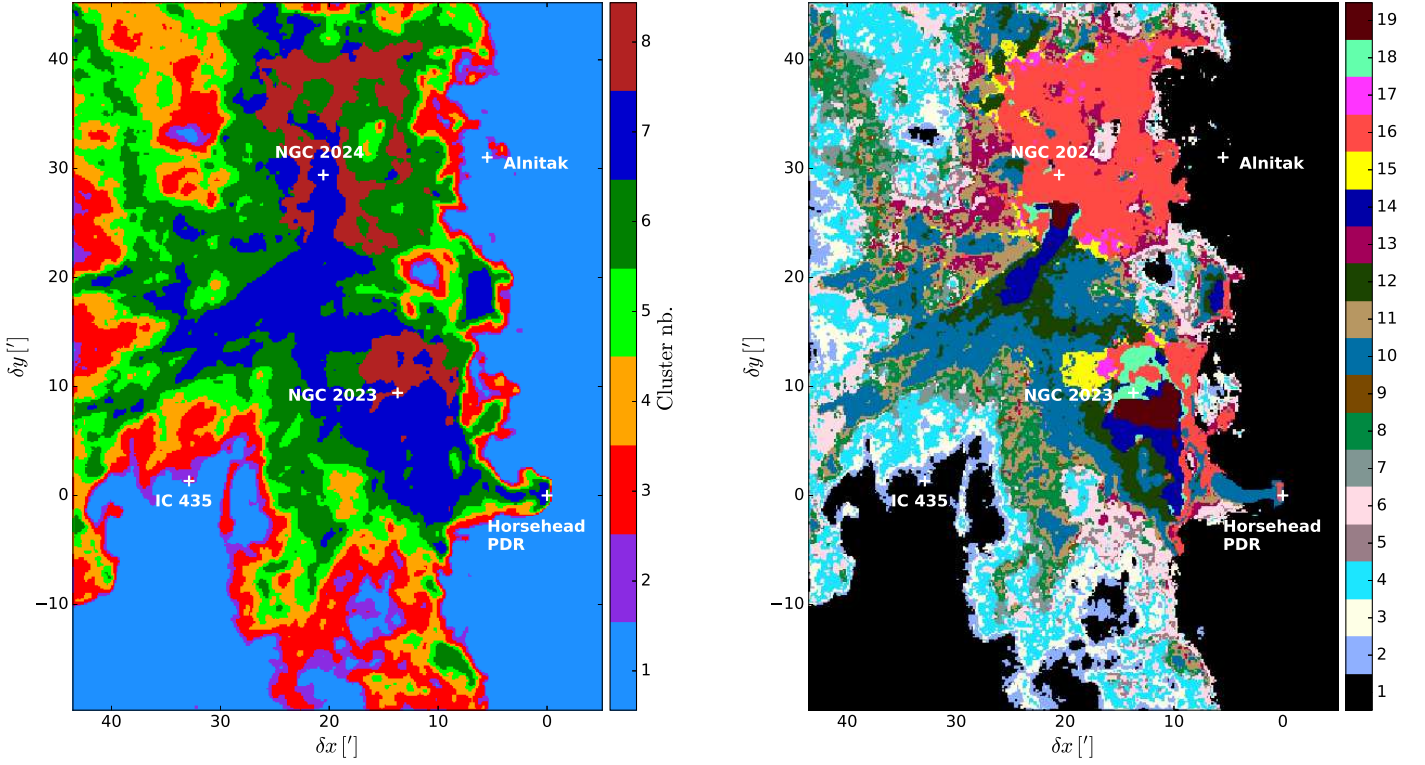 40
30
20
10
0
−10
δy [′]
40
30
20
10
0
δx [′]
NGC 2024
Alnitak
NGC 2023
IC 435
Horsehead
PDR
8
7
6
5
4
3
2
1
Cluster nb.
40
30
20
10
0
−10
δy [′]
40
30
20
10
0
δx [′]
NGC 2024
Alnitak
NGC 2023
IC 435
Horsehead
PDR
19
18
17
16
15
14
13
12
11
10
9
8
7
6
5
4
3
2
1